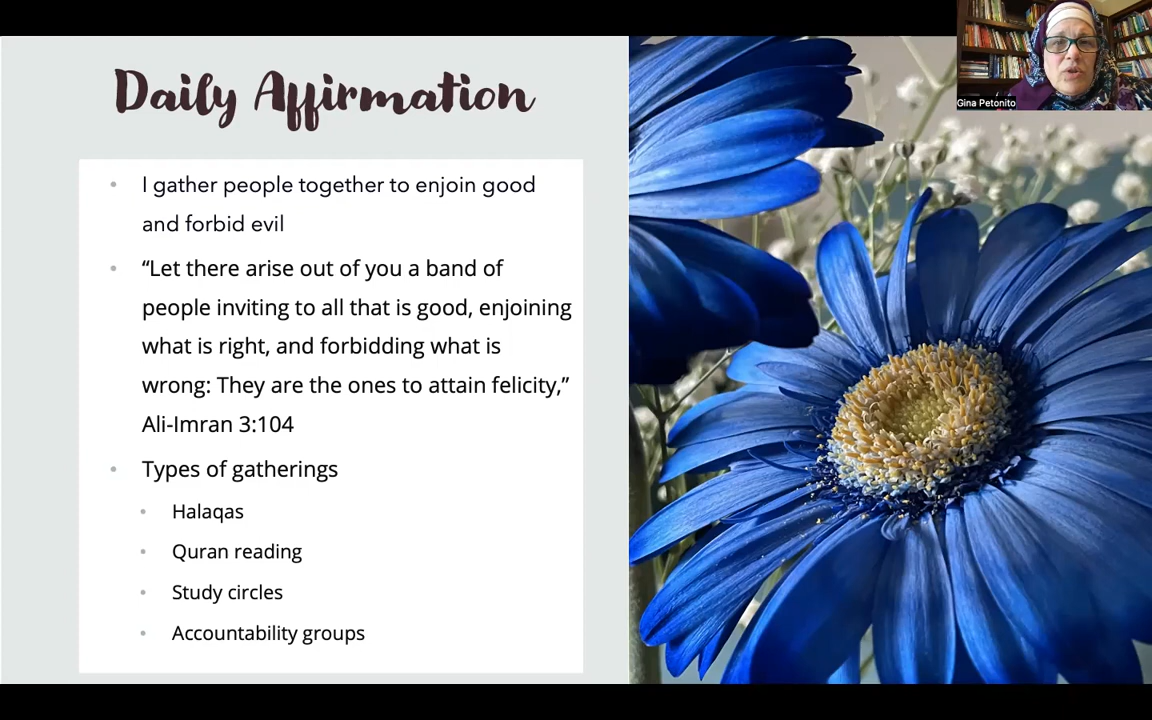 Daily Affirmation
I gather people together to enjoin good
and forbid evil
“Let there arise out of you a band of
people inviting to all that is good, enjoining
what is right, and forbidding what is
wrong: They are the ones to attain felicity,”
Ali-Imran 3:104
Types of gatherings
Halaqas
Quran reading
Study circles
Accountability groups
Gina Petonito